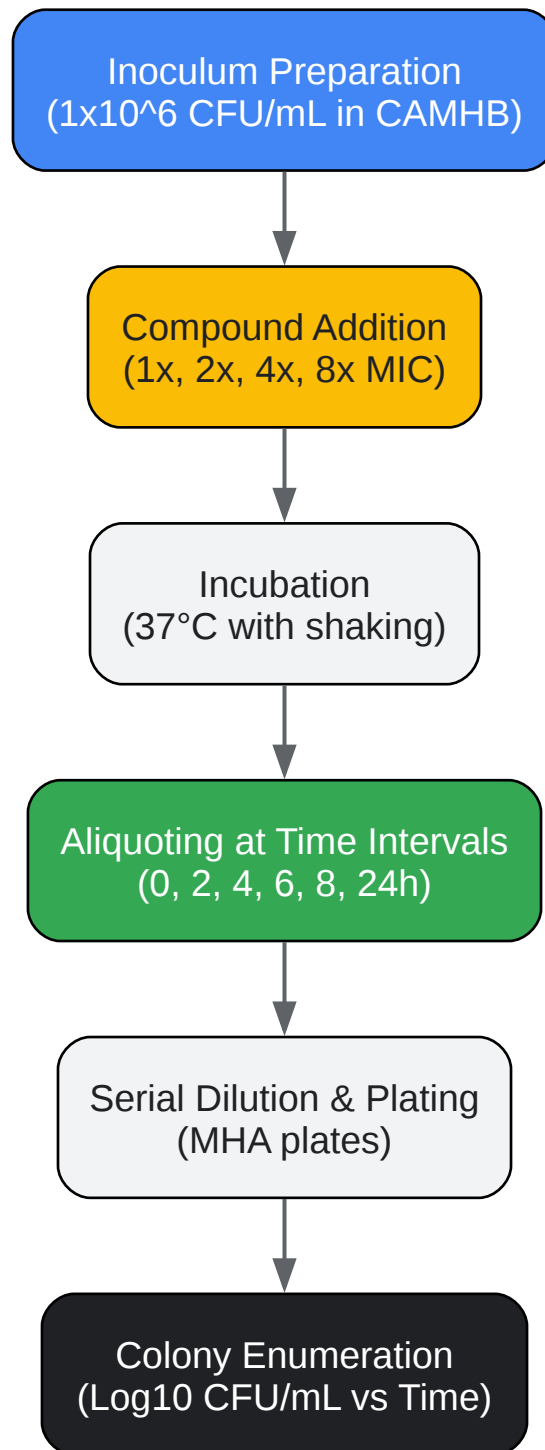 Inoculum Preparation
(1x10^6 CFU/mL in CAMHB)
Compound Addition
(1x, 2x, 4x, 8x MIC)
Incubation
(37°C with shaking)
Aliquoting at Time Intervals
(0, 2, 4, 6, 8, 24h)
Serial Dilution & Plating
(MHA plates)
Colony Enumeration
(Log10 CFU/mL vs Time)